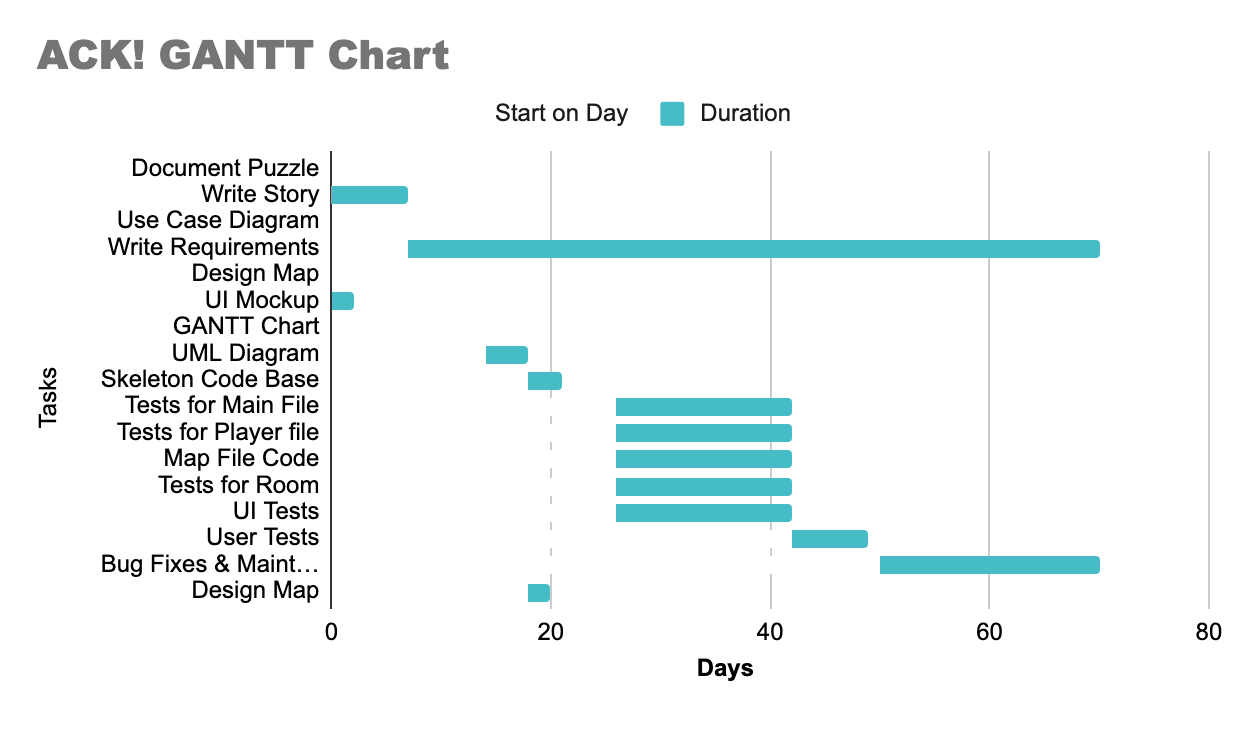 ACK! GANTT Chart
Start on Day Duration
Document Puzzle
Write Story
Use Case Diagram
Write Requirements
Design Map
UI Mockup
GANTT Chart
UML Diagram
Skeleton Code Base
Tests for Main File
Tests for Player file
Map File Code
Tests for Room
UI Tests
User Tests
Bug Fixes & Maint…
Design Map
Tasks
0 20 40 60 80
Days